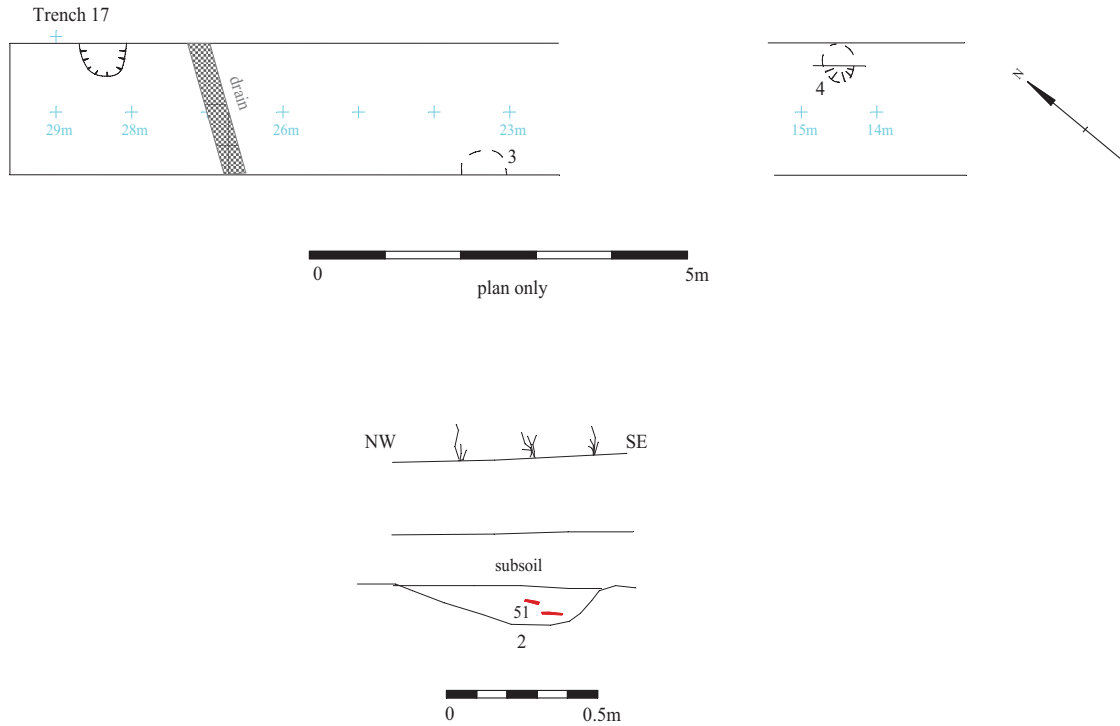 Trench 17
drain
N
4
29m 28m 26m 23m 15m 14m
3
0 5m
plan only
NW SE
subsoil
51
2
0 0.5m